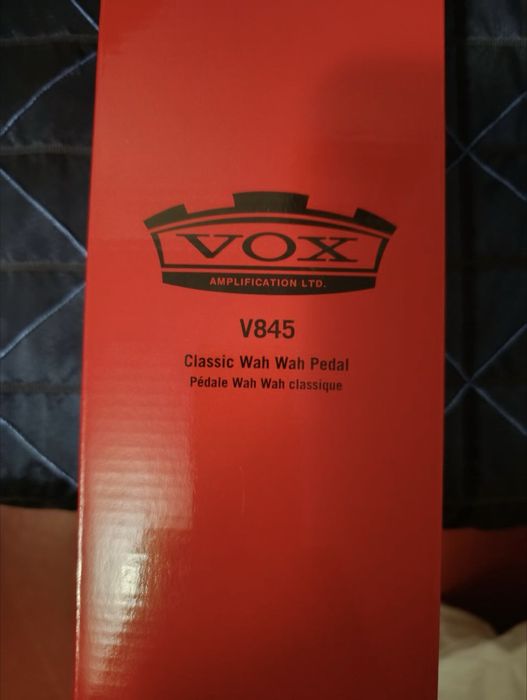 VOX
AMPLIFICATION LTD.
V845
Classic Wah Wah Pedal
Pédale Wah Wah classique